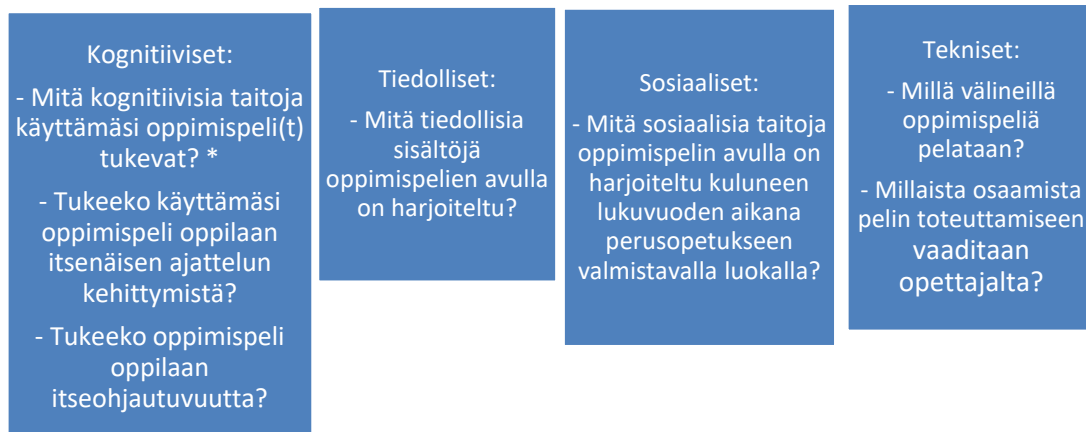 Kognitiiviset:
- Mitä kognitiivisia taitoja
käyttämäsi oppimispeli(t)
tukevat? *
- Tukeeko käyttämäsi
oppimispeli oppilaan
itsenäisen ajattelun
kehittymistä?
- Tukeeko oppimispeli
oppilaan
itseohjautuvuutta?
Tiedolliset:
- Mitä tiedollisia
sisältöjä
oppimispelien avulla
on harjoiteltu?
Sosiaaliset:
- Mitä sosiaalisia taitoja
oppimispelin avulla on
harjoiteltu kuluneen
lukuvuoden aikana
perusopetukseen
valmistavalla luokalla?
Tekniset:
- Millä välineillä
oppimispeliä
pelataan?
- Millaista osaamista
pelin toteuttamiseen
vaaditaan
opettajalta?